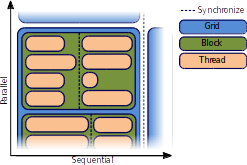 Synchronize
Grid
Block
Thread
Parallel
Sequential